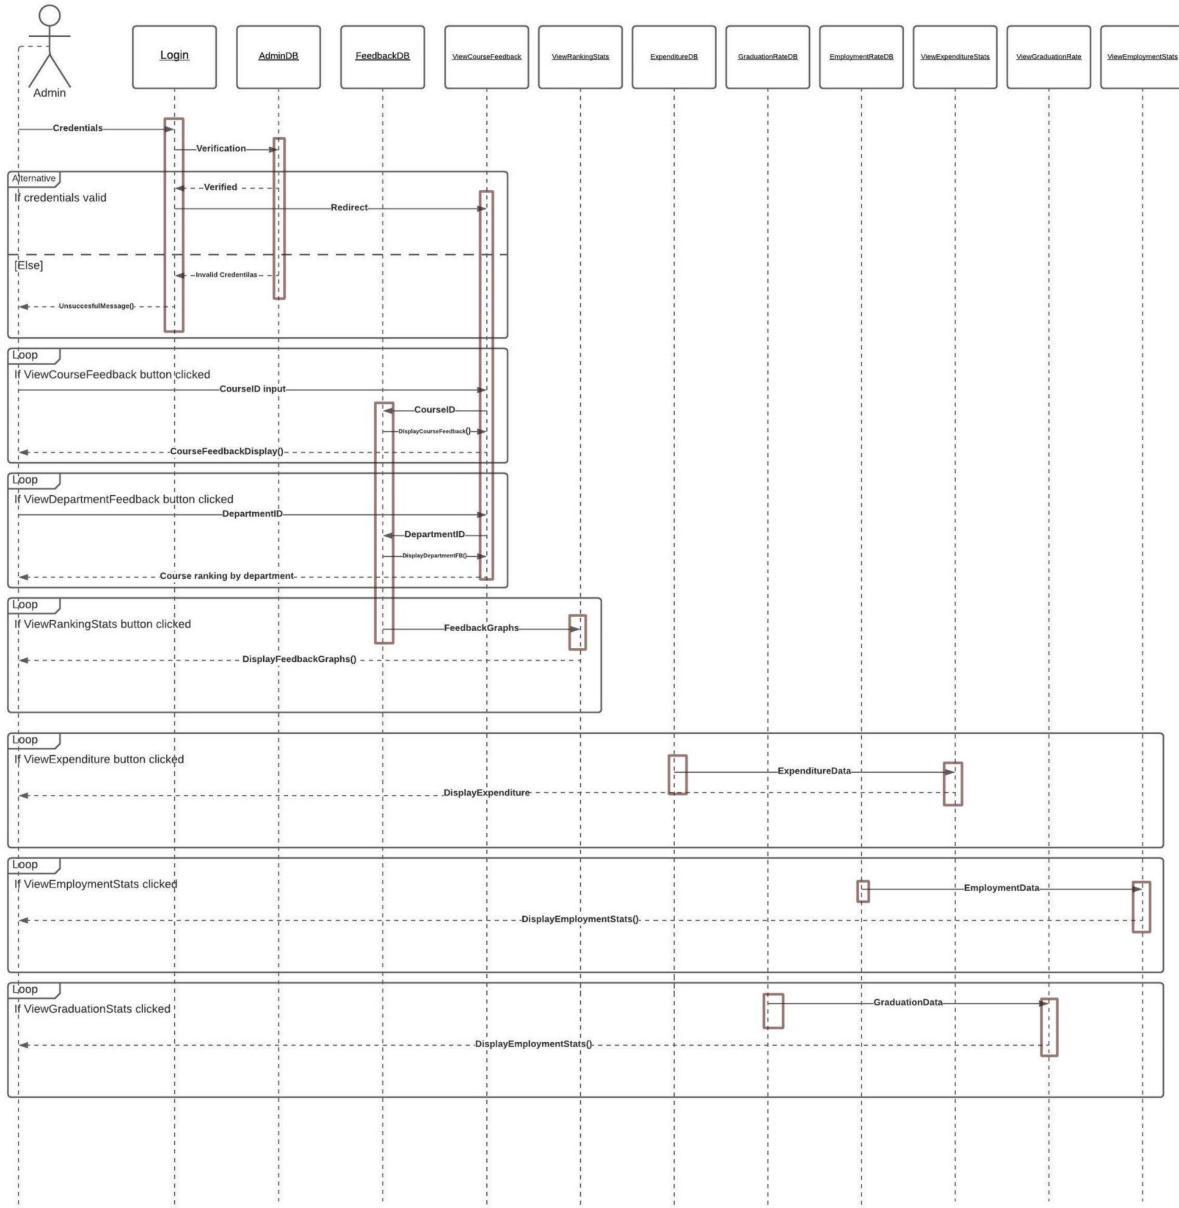 Admin
Login
AdminDB
FeedbackDB
ViewCourseFeedback
ViewRankingStats
ExpenditureDB
GraduationRateDB
EmploymentRateDB
ViewExpenditureStats
ViewGraduationRate
ViewEmploymentStats
Credentials
Verification
Alternative
If credentials valid
Verified
Redirect
[Else]
Invalid Credentilas
UnsuccesfulMessage()
Loop
If ViewCourseFeedback button clicked
CourseID input
CourseID
DisplayCourseFeedback()
CourseFeedbackDisplay()
Loop
If ViewDepartmentFeedback button clicked
DepartmentID
DepartmentID
DisplayDepartmentFB()
Course ranking by department
Loop
If ViewRankingStats button clicked
FeedbackGraphs
DisplayFeedbackGraphs()
Loop
If ViewExpenditure button clicked
ExpenditureData
DisplayExpenditure
Loop
If ViewEmploymentStats clicked
EmploymentData
DisplayEmploymentStats()
Loop
If ViewGraduationStats clicked
GraduationData
DisplayEmploymentStats()